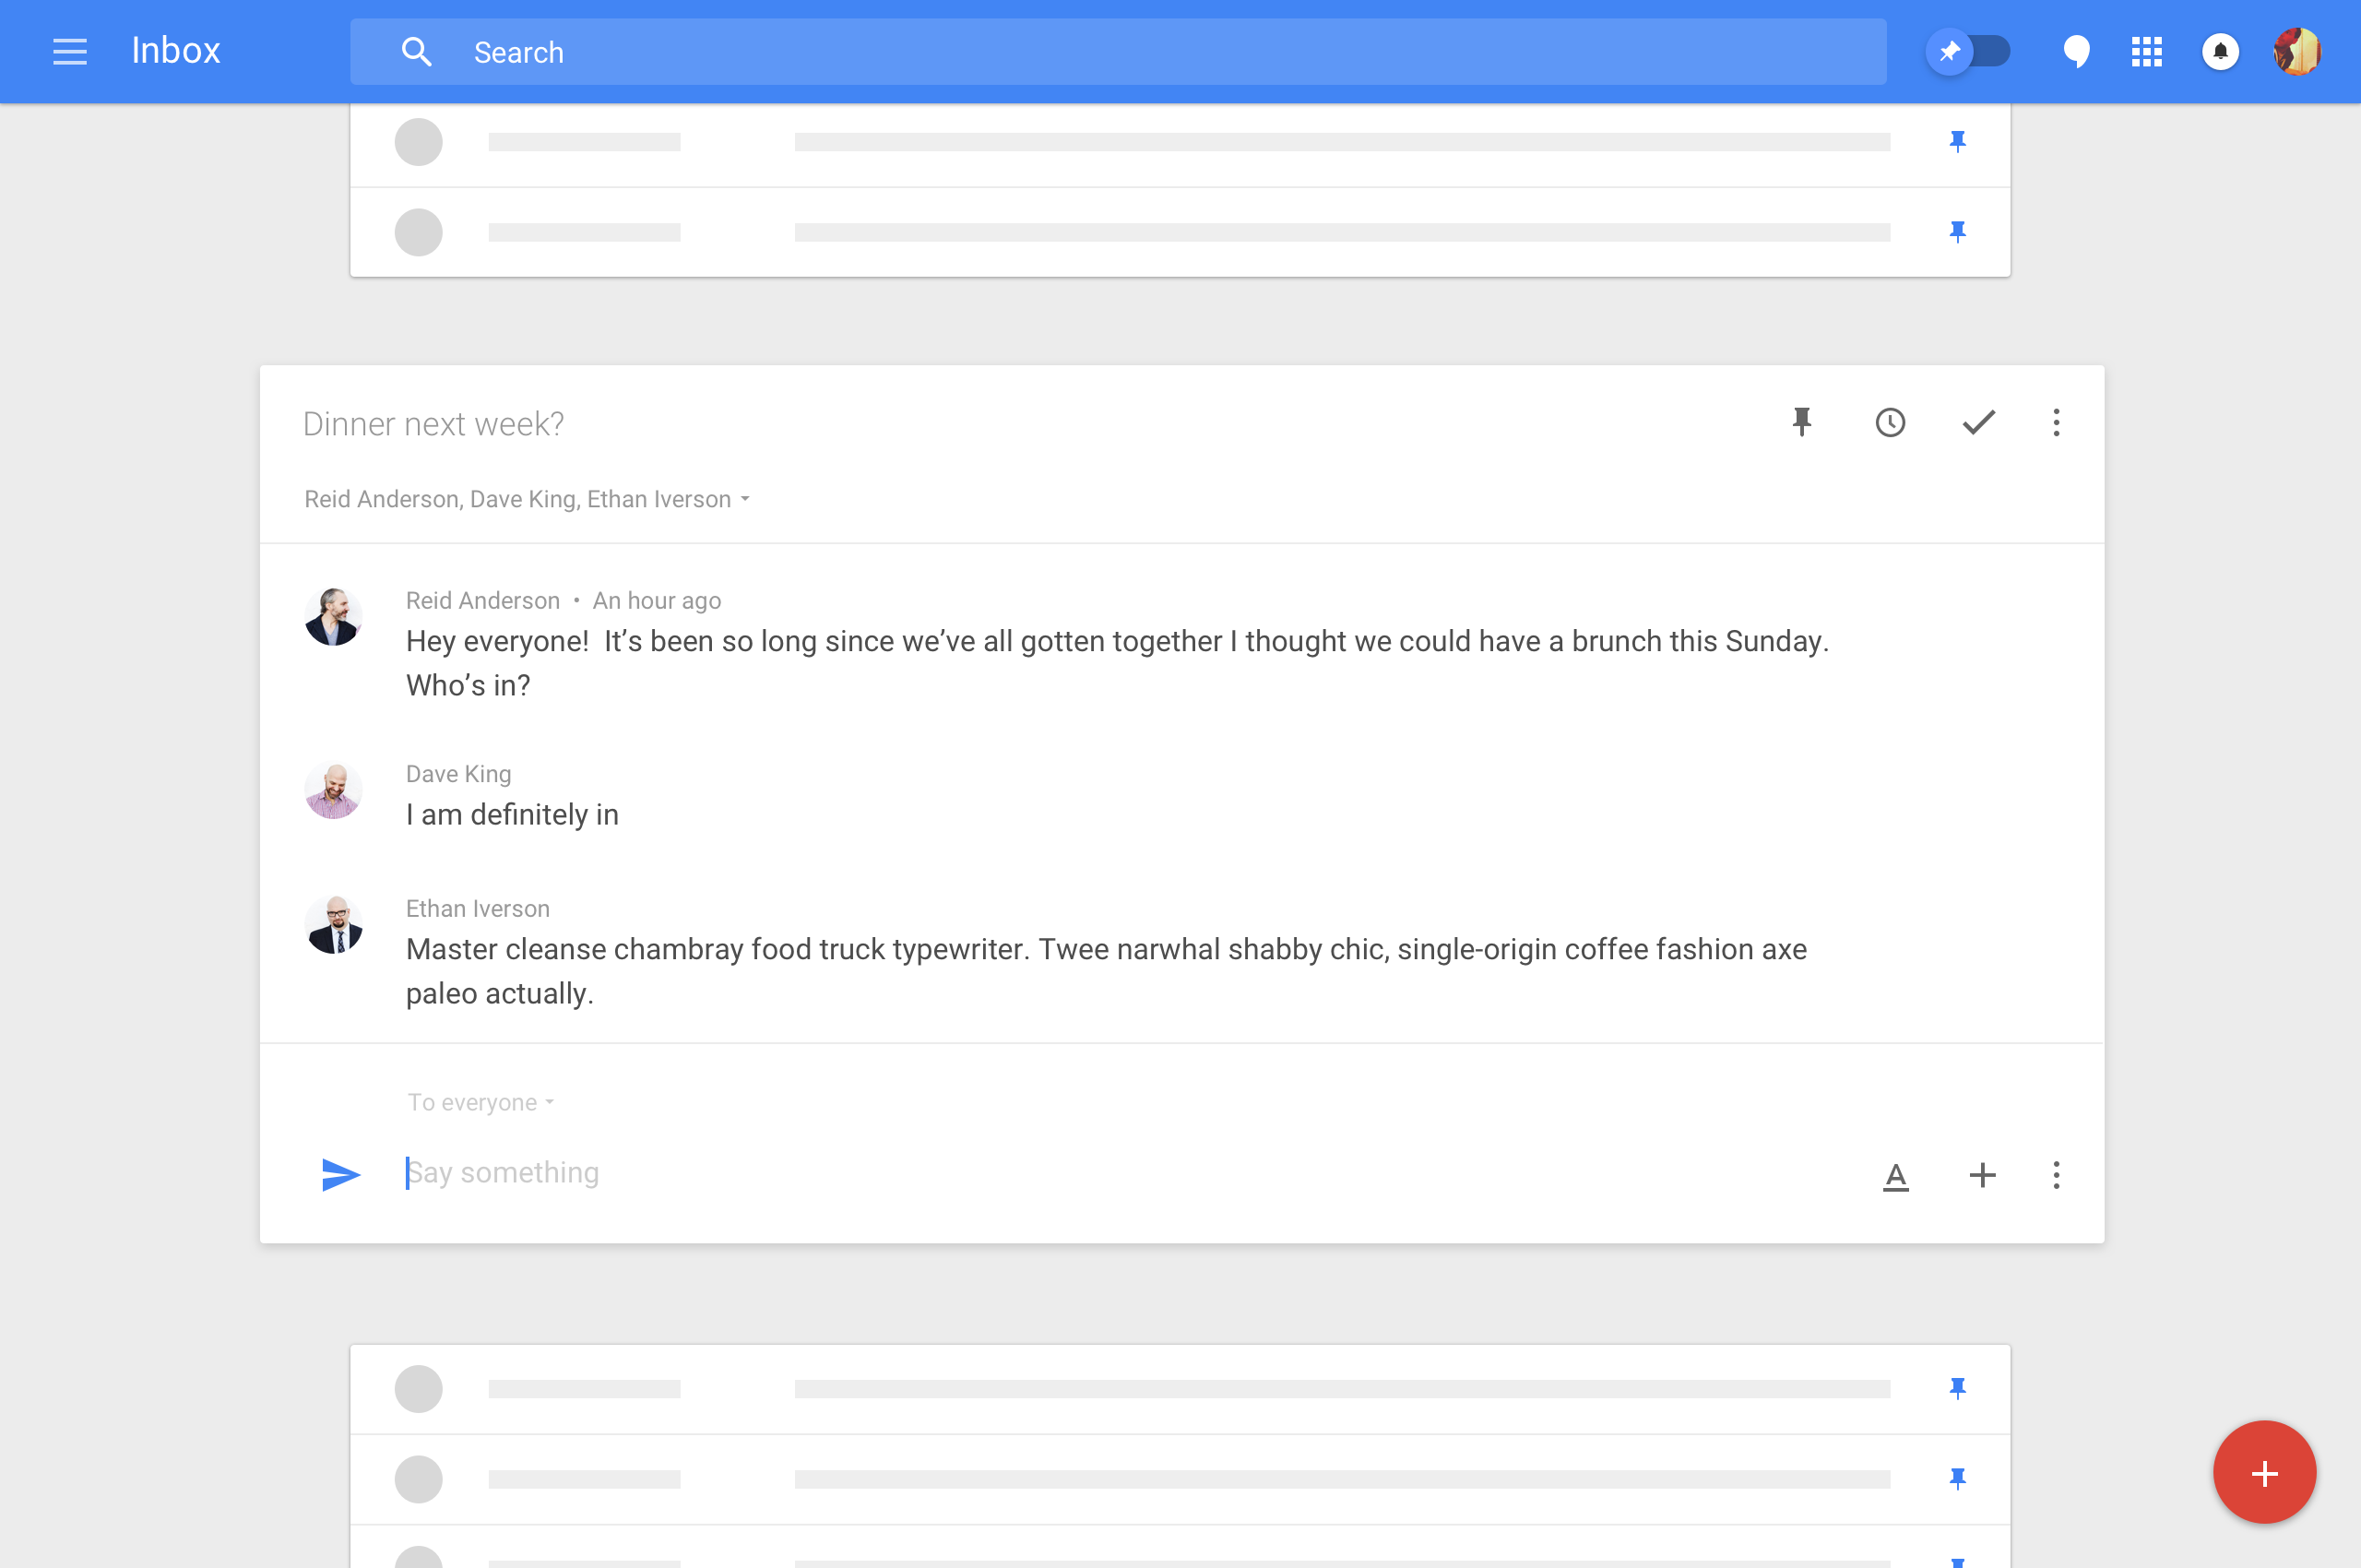 Inbox
Search
Dinner next week?
Reid Anderson, Dave King, Ethan Iverson
Reid Anderson • An hour ago
Hey everyone!  It’s been so long since we’ve all gotten together I thought we could have a brunch this Sunday.
Who’s in?
Dave King
I am definitely in
Ethan Iverson
Master cleanse chambray food truck typewriter. Twee narwhal shabby chic, single-origin coffee fashion axe
paleo actually.
To everyone
Say something